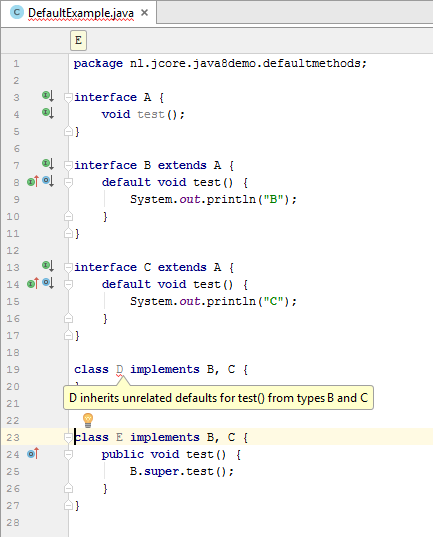 DefaultExample.java
E
1 package nl.jcore.java8demo.defaultmethods;
2
3 interface A {
4 void test();
5 }
6
7 interface B extends A {
8 default void test() {
9 System.out.println("B");
10 }
11 }
12
13 interface C extends A {
14 default void test() {
15 System.out.println("C");
16 }
17 }
18
19 class D implements B, C {
20 }
D inherits unrelated defaults for test() from types B and C
21
22
23 class E implements B, C {
24 public void test() {
25 B.super.test();
26 }
27 }
28